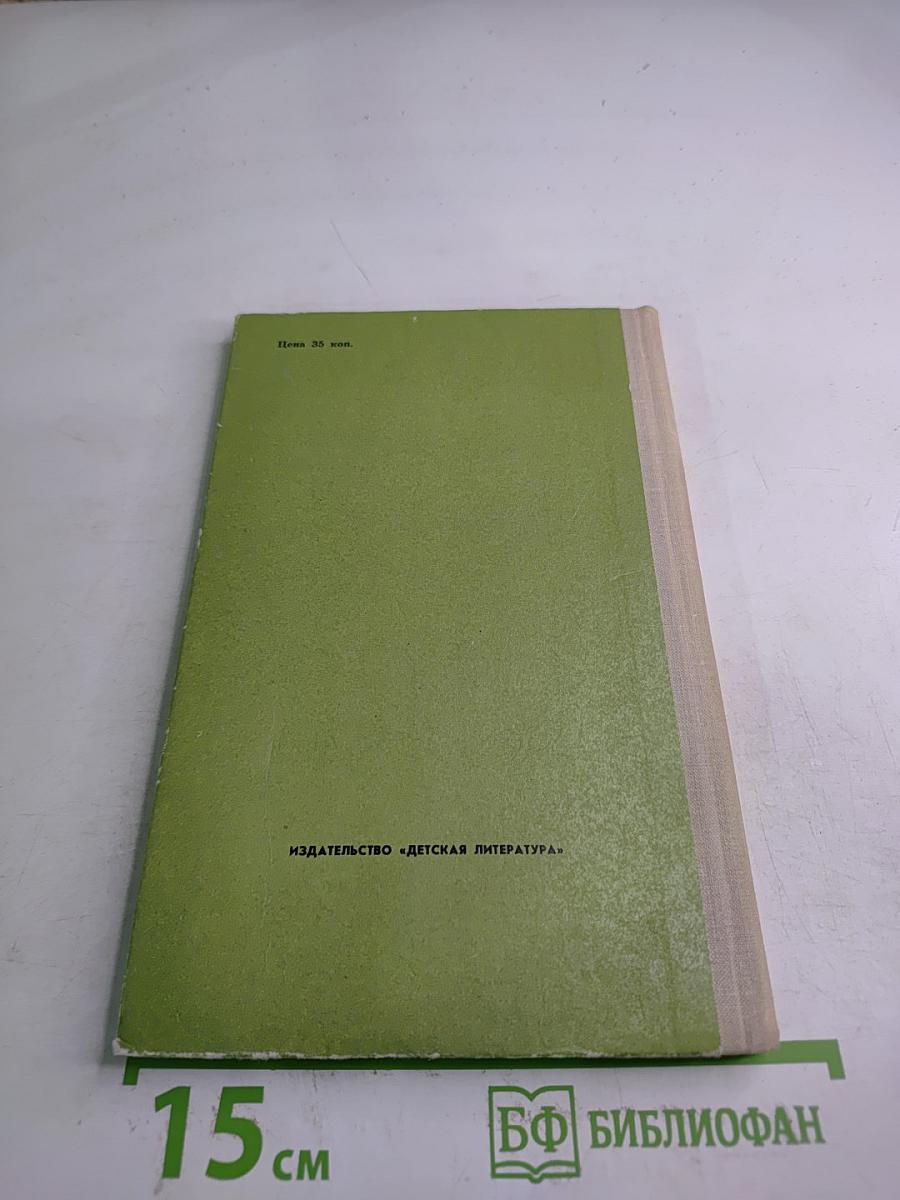 Цена 35 коп.
ИЗДАТЕЛЬСТВО «ДЕТСКАЯ ЛИТЕРАТУРА»
15 см
БФ БИБЛИОФАН